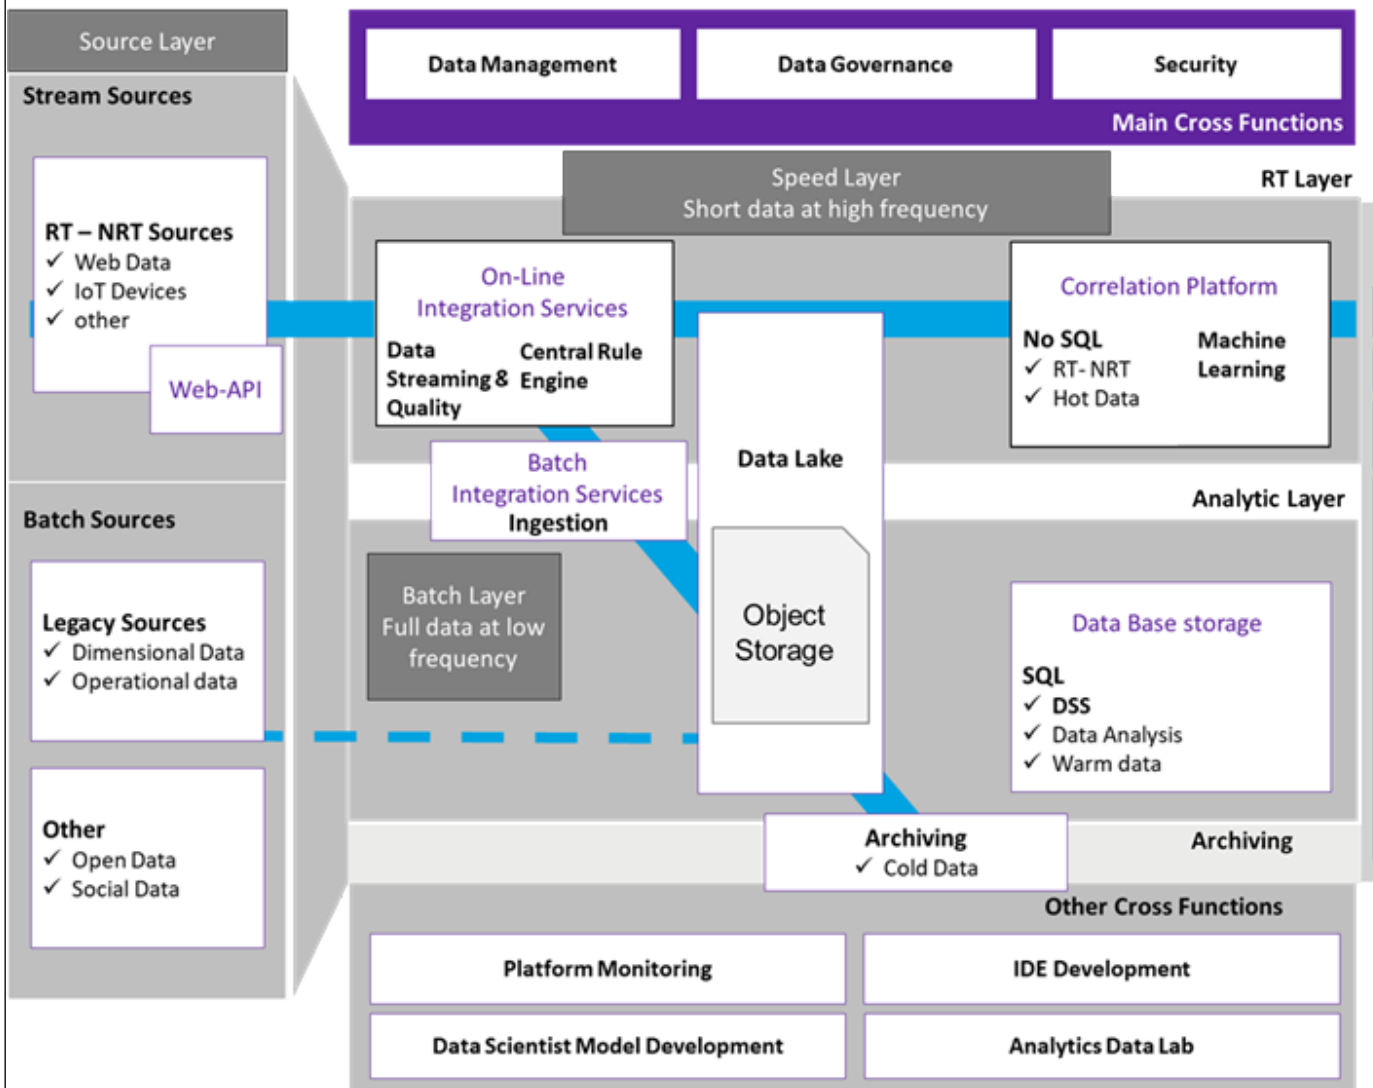 Source Layer
Stream Sources
RT – NRT Sources
✓ Web Data
✓ IoT Devices
✓ other
Web-API
Batch Sources
Legacy Sources
✓ Dimensional Data
✓ Operational data
Other
✓ Open Data
✓ Social Data
Data Management
Data Governance
Security
Main Cross Functions
Speed Layer
Short data at high frequency
RT Layer
On-Line
Integration Services
Data
Streaming &
Quality
Central Rule
Engine
Correlation Platform
No SQL
✓ RT- NRT
✓ Hot Data
Machine
Learning
Batch
Integration Services
Ingestion
Data Lake
Object
Storage
Analytic Layer
Batch Layer
Full data at low
frequency
Data Base storage
SQL
✓ DSS
✓ Data Analysis
✓ Warm data
Archiving
✓ Cold Data
Archiving
Other Cross Functions
Platform Monitoring
IDE Development
Data Scientist Model Development
Analytics Data Lab